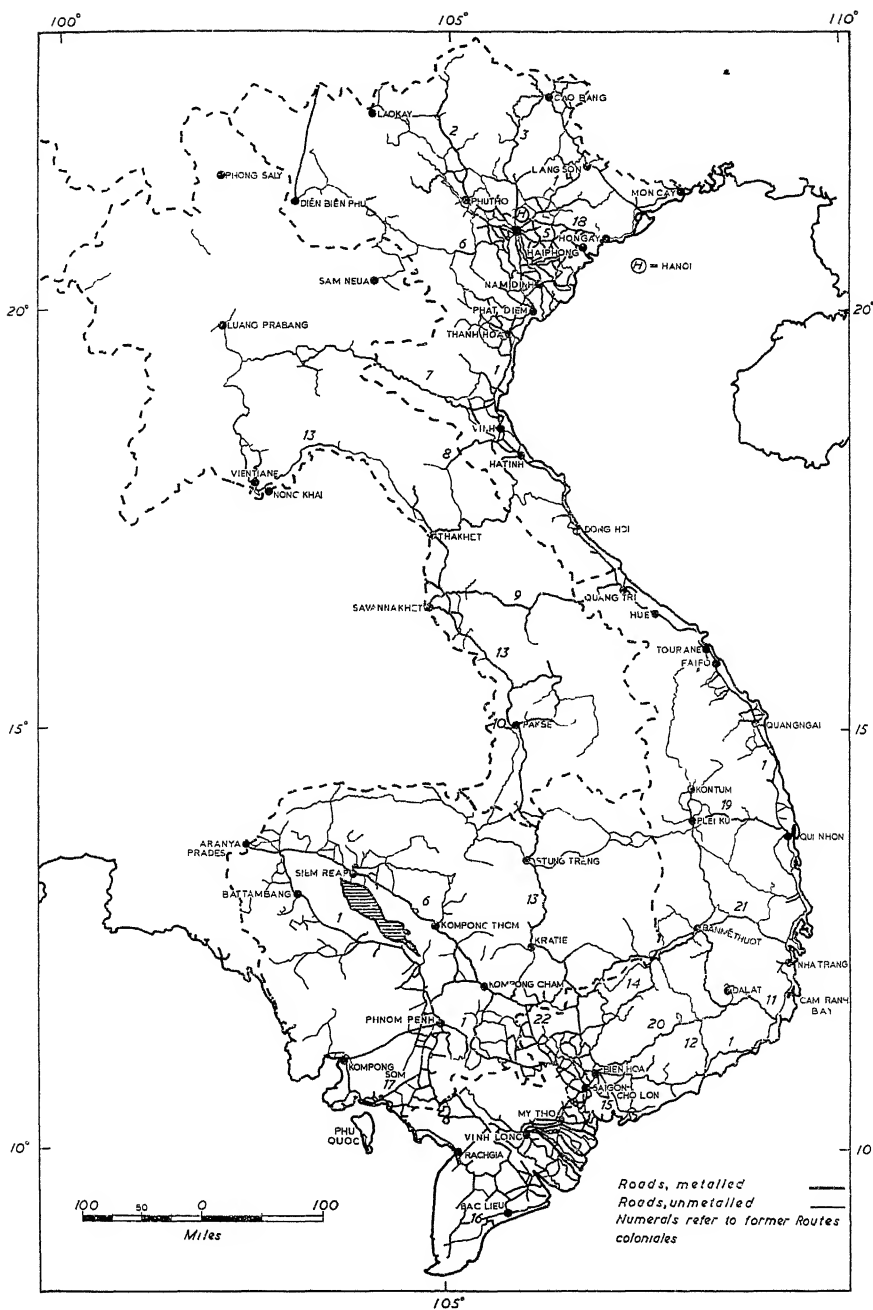 100°
105°
110°
LAOKAY
2
3
CAO BANG
LANGSON
MON CAY
PHONG SALY
DIÊN BIÊN PHU
PHUTHO
H
18
5
HONGAY
HAIPHONG
6
H = HANOI
SAM NEUA
NAM DINH
PHAT DIEM
20°
20°
LUANG PRABANG
THANH HOA
1
7
VINH
13
8
HATINH
VIENTIANE
NONG KHAI
THAKHET
DONG HOI
9
QUANG TRI
SAVANNAKHET
HUE
13
TOURANE
FAIFO
10
PAKSE
15°
QUANGNGAI
15
1
KONTUM
19
PLEI KU
QUI NHON
ARANYA
PRADES
STUNG TRENG
SIEM REAP
BATTAMBANG
6
13
21
1
KOMPONG THOM
BANMETHUOT
KRATIE
NHA TRANG
14
KOMPONG CHAM
DALAT
11
CAM RANH
BAY
22
PHNOM PENH
1
20
12
1
KOMPONG
SOM
BIEN HOA
17
SAIGON
CHO LON
15
MY THO
PHU
QUOC
VINH LONG
10°
10
RACHGIA
BAC LIEU
16
Roads, metalled
Roads, unmetalled
Numerals refer to former Routes
coloniales
100 50 0 100
Miles
105°